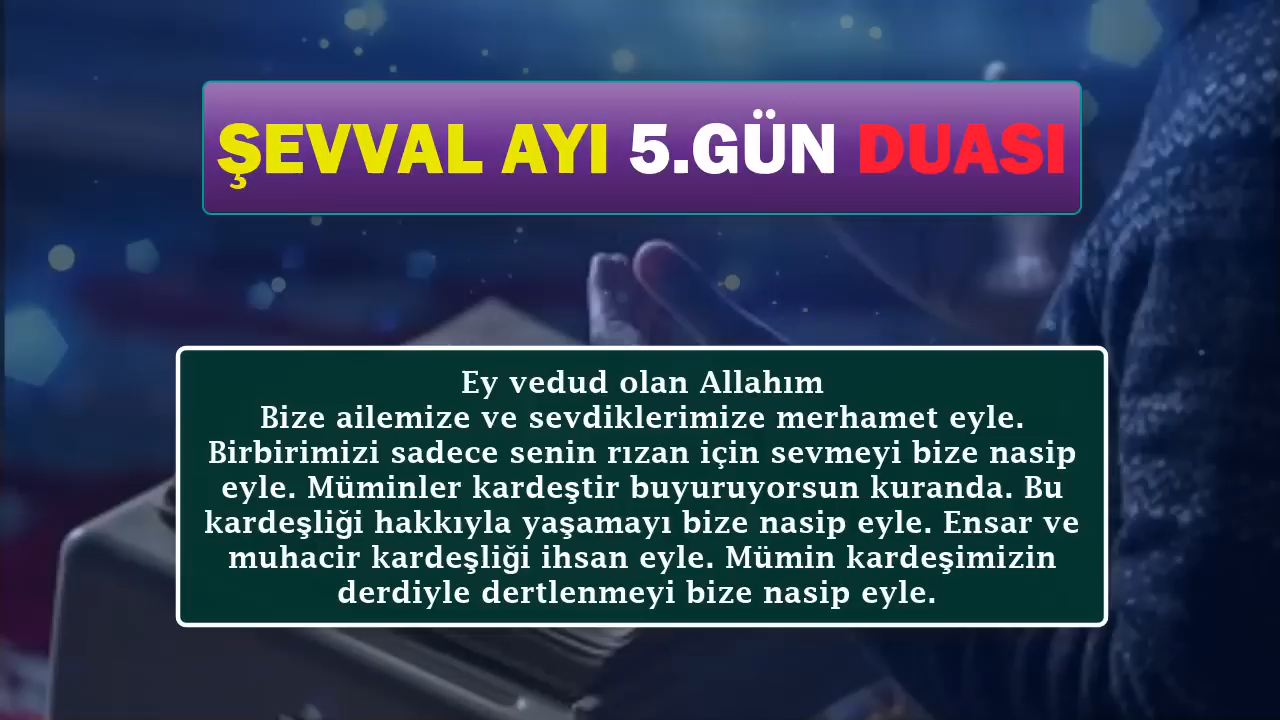 ŞEVVAL AYI 5.GÜN DUASI
Ey vedud olan Allahım
Bize ailemize ve sevdiklerimize merhamet eyle.
Birbirimizi sadece senin rızan için sevmeyi bize nasip
eyle. Müminler kardeştir buyuruyorsun kuranda. Bu
kardeşliği hakkıyla yaşamayı bize nasip eyle. Ensar ve
muhacir kardeşliği ihsan eyle. Mümin kardeşimizin
derdiyle dertlenmeyi bize nasip eyle.